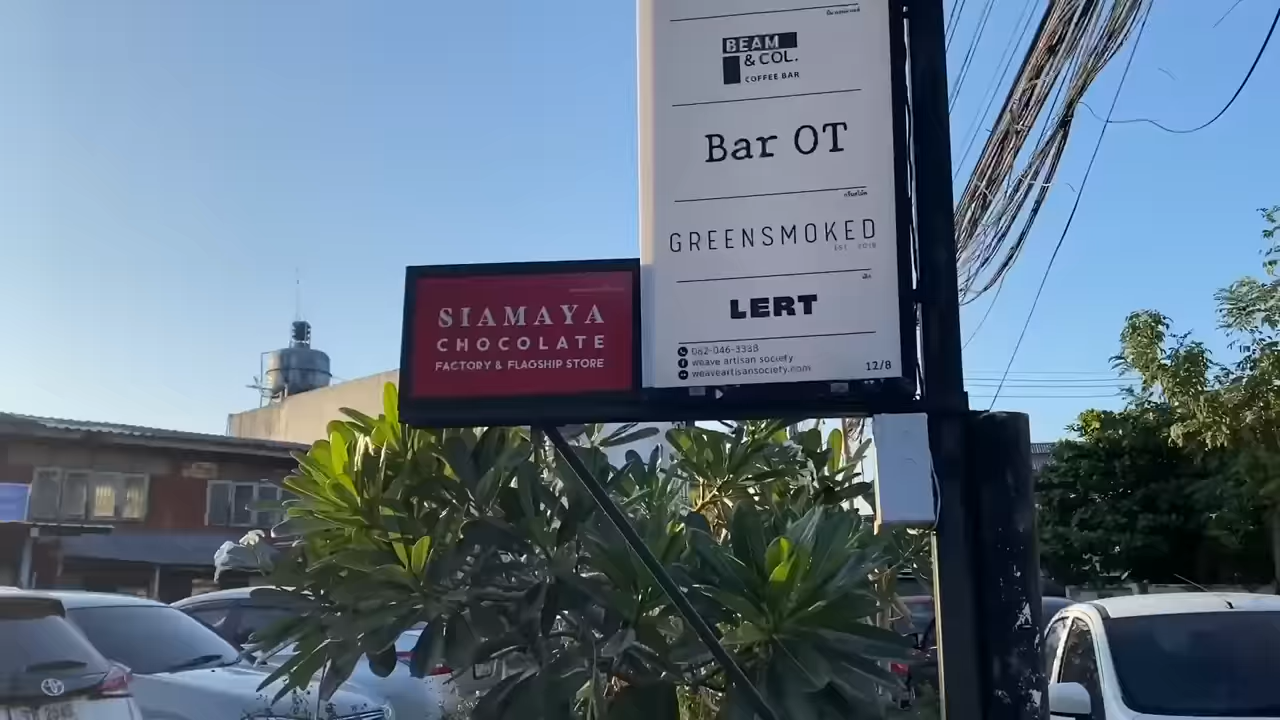 BEAM
& COL.
COFFEE BAR
Bar OT
GREENSMOKED
EST. 2018
LERT
082-046-3338
weave artisan society
weaveartisansociety.com
12/8
SIAMAYA
CHOCOLATE
FACTORY & FLAGSHIP STORE